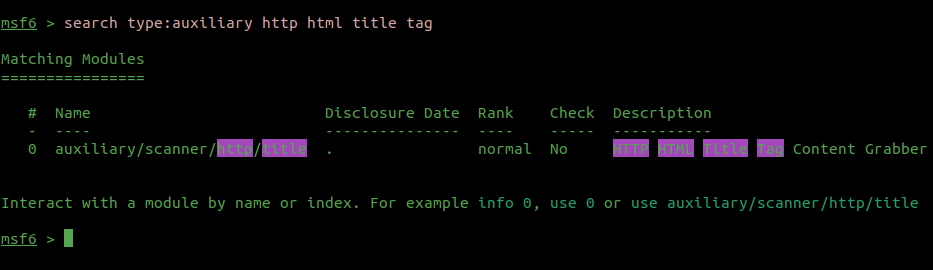 msf6 > search type:auxiliary http html title tag
Matching Modules
================
#  Name                              Disclosure Date  Rank    Check  Description
-  ----                              ---------------  ----    -----  -----------
0  auxiliary/scanner/http/title  .                normal  No     HTTP HTML Title Tag Content Grabber
Interact with a module by name or index. For example info 0, use 0 or use auxiliary/scanner/http/title
msf6 >